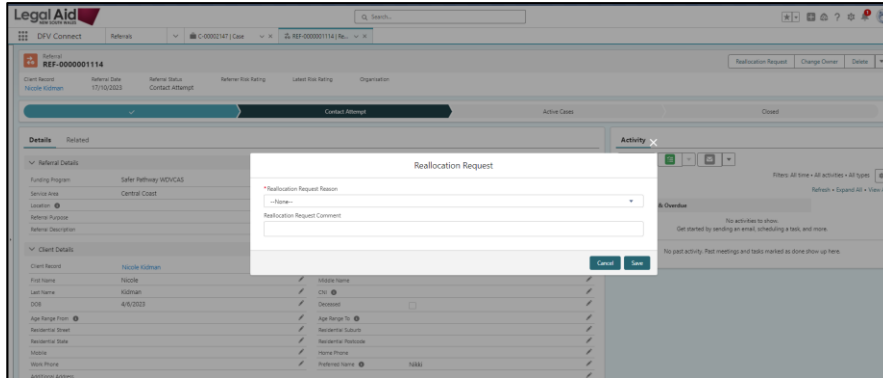 Legal Aid
NEW SOUTH WALES
Search...
DFV Connect
Referrals
C-00002147 | Case
REF-0000001114 | Re...
Referral
REF-0000001114
Reallocation Request
Change Owner
Delete
Client Record
Referral Date
Referral Status
Referrer Risk Rating
Latest Risk Rating
Organisation
Nicole Kidman
17/10/2023
Contact Attempt
Contact Attempt
Active Cases
Closed
Details
Related
Activity
Referral Details
Reallocation Request
Filters: All time • All activities • All types
Funding Program
Safer Pathway WDVCAS
*Reallocation Request Reason
Refresh • Expand All • View
Service Area
Central Coast
--None--
Location
& Overdue
Referral Purpose
Reallocation Request Comment
No activities to show.
Referral Description
Get started by sending an email, scheduling a task, and more.
Client Details
No past activity. Past meetings and tasks marked as done show up here.
Cancel
Save
Client Record
Nicole Kidman
First Name
Nicole
Middle Name
Last Name
Kidman
CNI
DOB
4/6/2023
Deceased
Age Range From
Age Range To
Residential Street
Residential Suburb
Residential State
Residential Postcode
Mobile
Home Phone
Work Phone
Preferred Name
Nikki
Additional Address